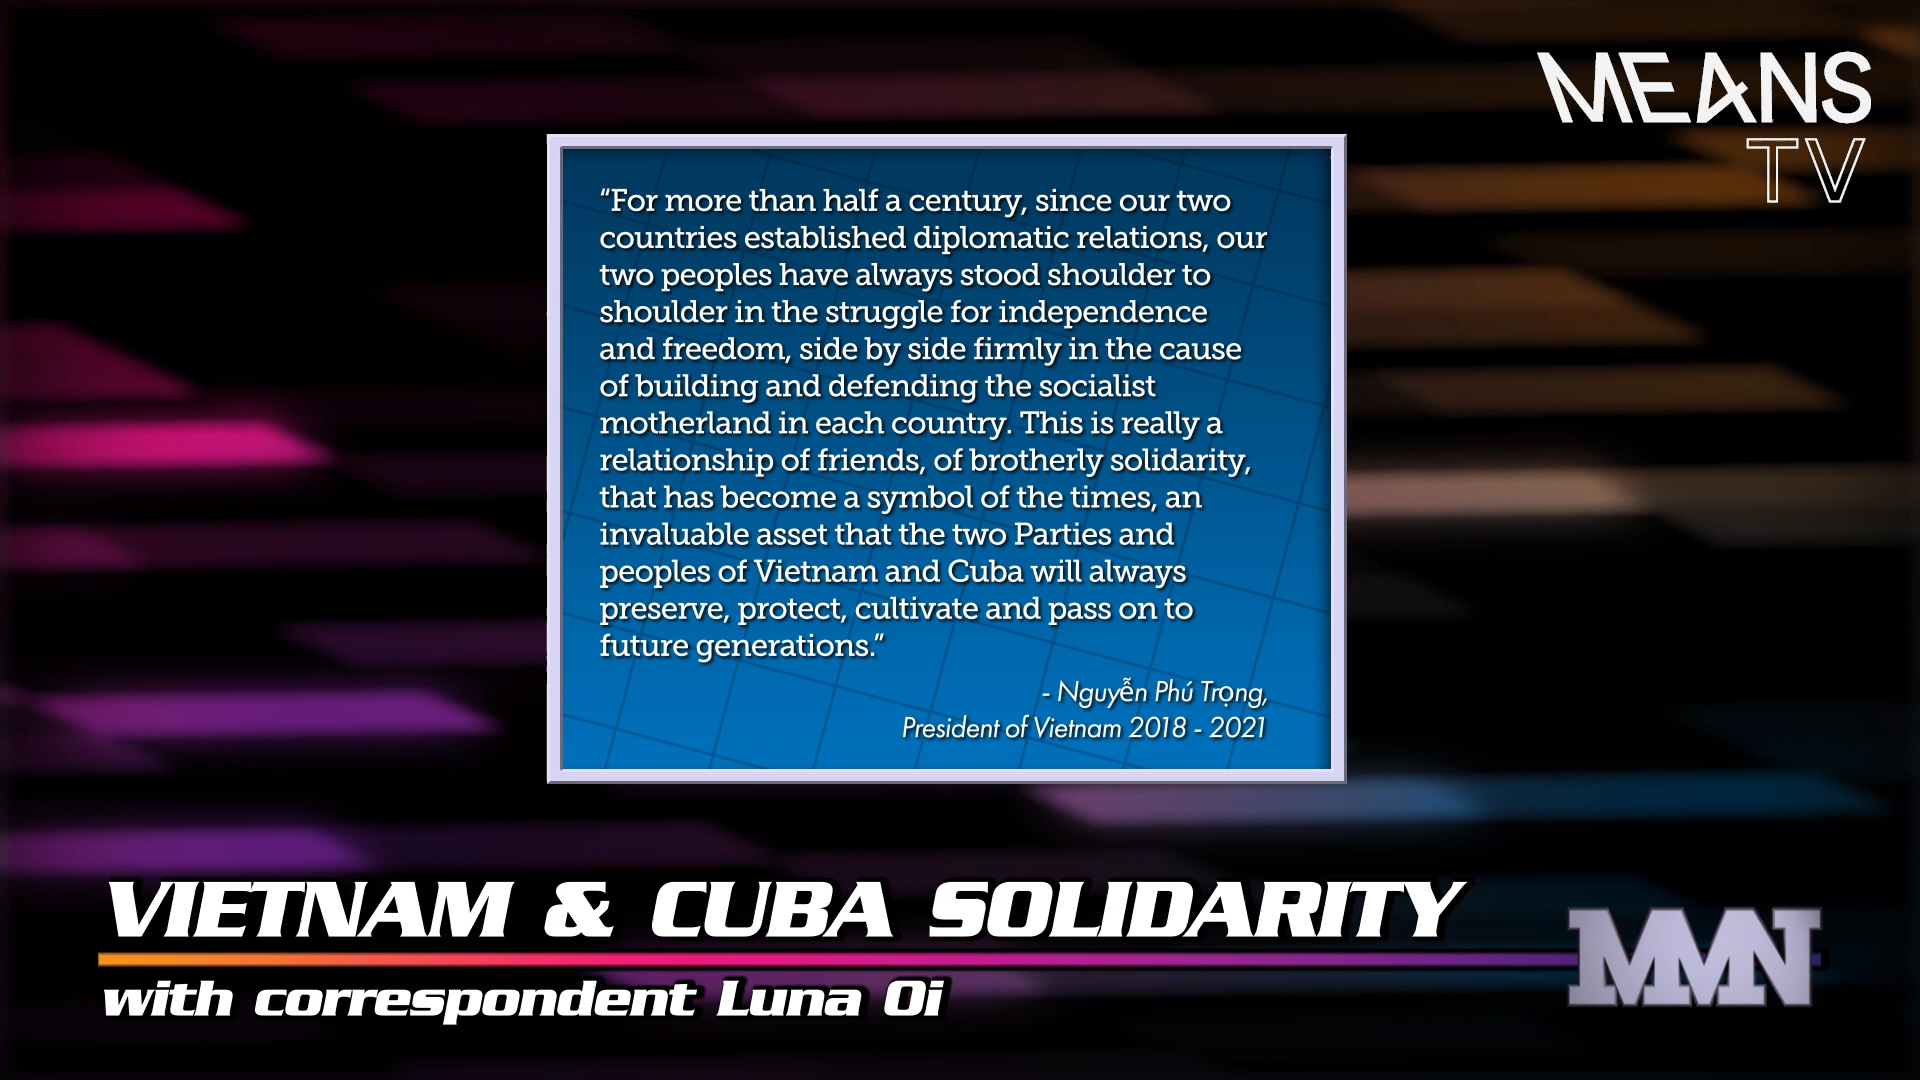 MEANS
TV
“For more than half a century, since our two
countries established diplomatic relations, our
two peoples have always stood shoulder to
shoulder in the struggle for independence
and freedom, side by side firmly in the cause
of building and defending the socialist
motherland in each country. This is really a
relationship of friends, of brotherly solidarity,
that has become a symbol of the times, an
invaluable asset that the two Parties and
peoples of Vietnam and Cuba will always
preserve, protect, cultivate and pass on to
future generations.”
- Nguyễn Phú Trọng,
President of Vietnam 2018 - 2021
VIETNAM & CUBA SOLIDARITY
with correspondent Luna Oi
MMN